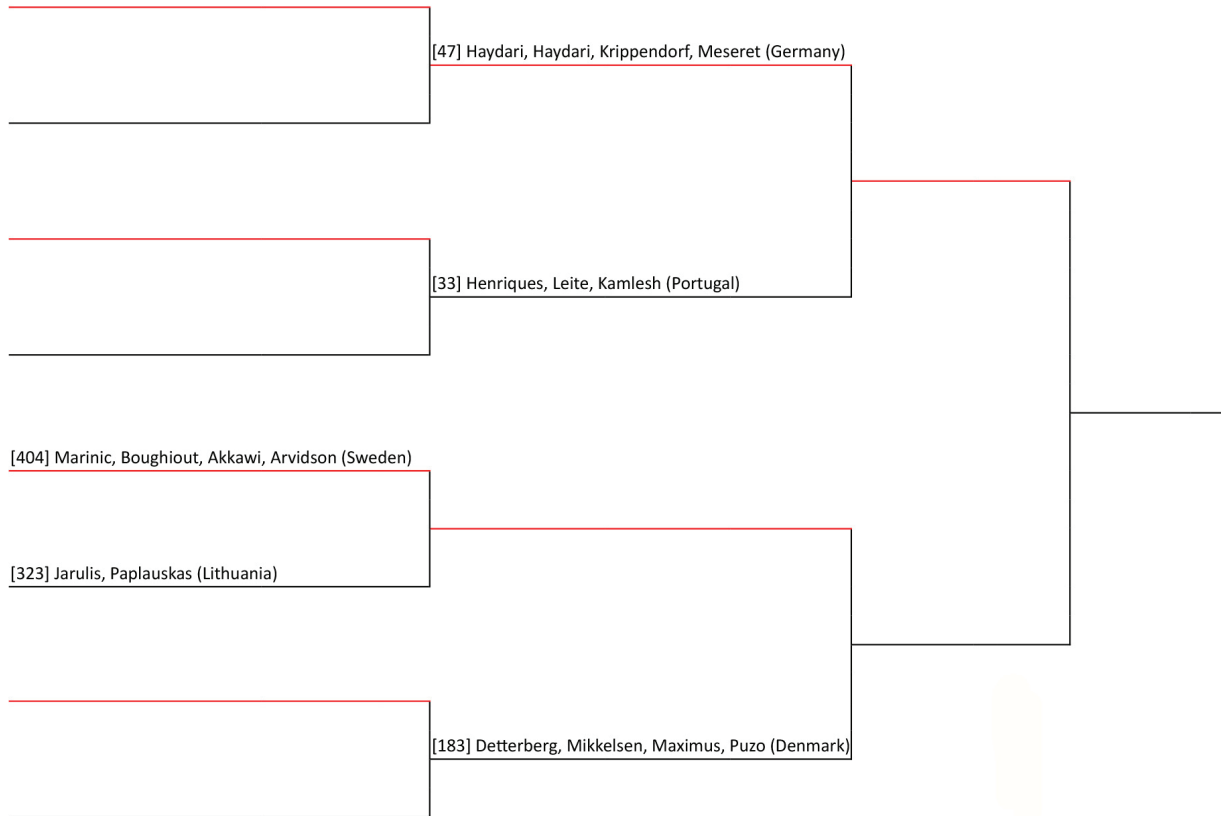 [47] Haydari, Haydari, Krippendorf, Meseret (Germany)
[33] Henriques, Leite, Kamlesh (Portugal)
[404] Marinic, Boughiout, Akkawi, Arvidson (Sweden)
[323] Jarulis, Paplauskas (Lithuania)
[183] Detterberg, Mikkelsen, Maximus, Puzo (Denmark)